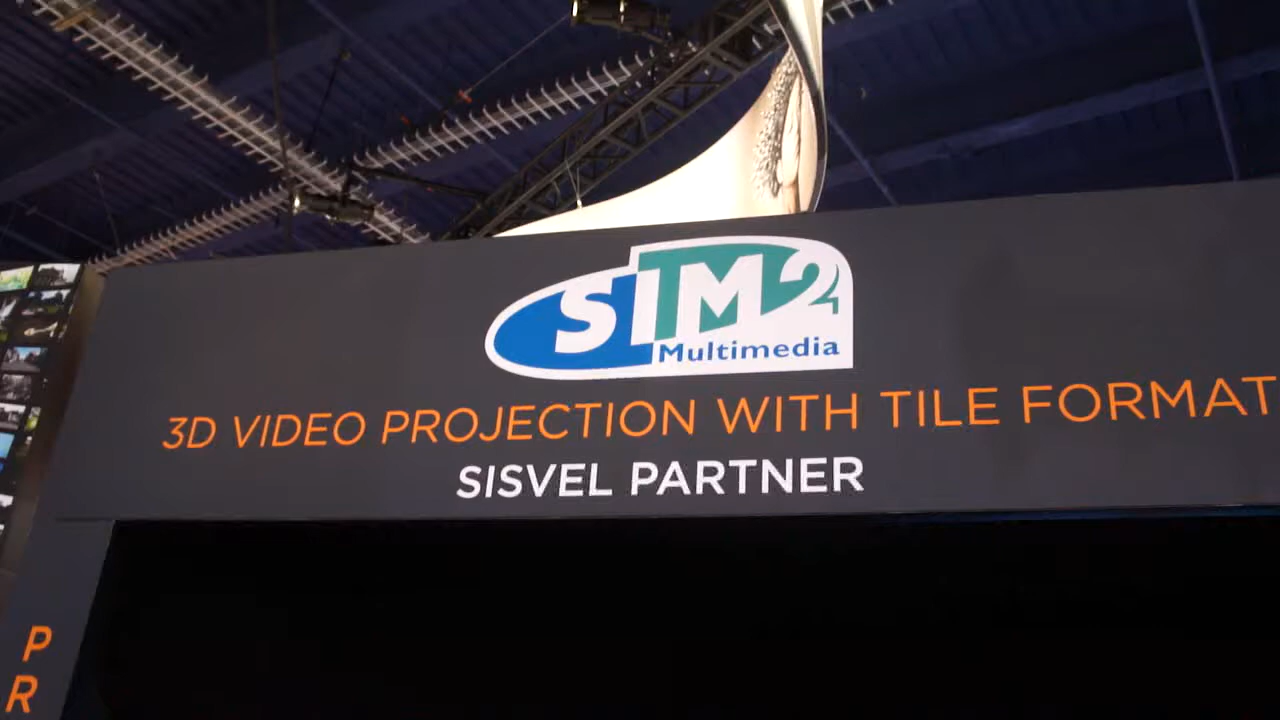 SIM2
Multimedia
3D VIDEO PROJECTION WITH TILE FORMAT
SISVEL PARTNER
P
R